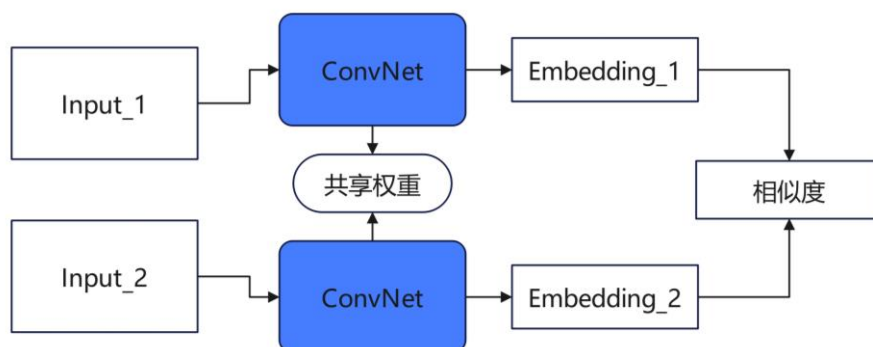 Input_1
ConvNet
Embedding_1
共享权重
相似度
Input_2
ConvNet
Embedding_2